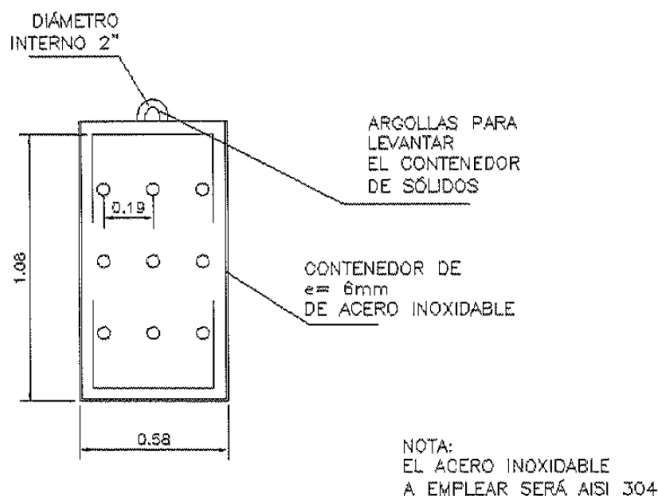 DIÁMETRO
INTERNO 2"
ARGOLLAS PARA
LEVANTAR
EL CONTENEDOR
DE SÓLIDOS
0.19
1.08
CONTENEDOR DE
e= 6mm
DE ACERO INOXIDABLE
0.58
NOTA:
EL ACERO INOXIDABLE
A EMPLEAR SERÁ AISI 304